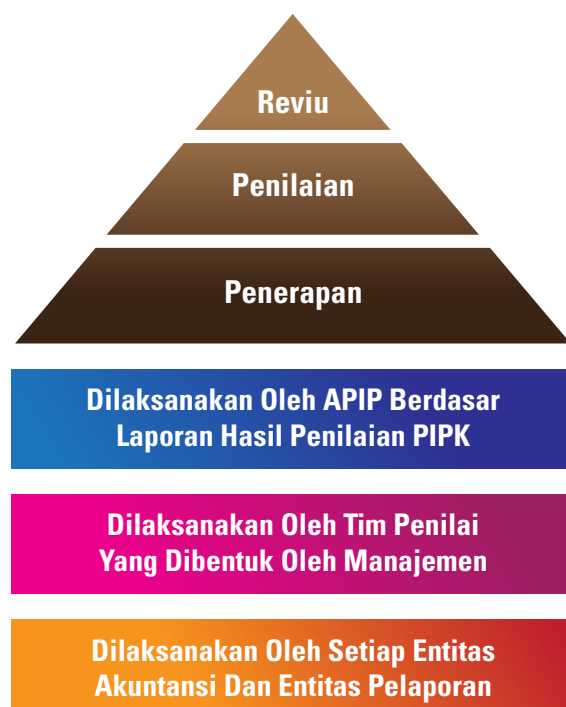 Reviu
Penilaian
Penerapan
Dilaksanakan Oleh APIP Berdasar
Laporan Hasil Penilaian PIPK
Dilaksanakan Oleh Tim Penilai
Yang Dibentuk Oleh Manajemen
Dilaksanakan Oleh Setiap Entitas
Akuntansi Dan Entitas Pelaporan